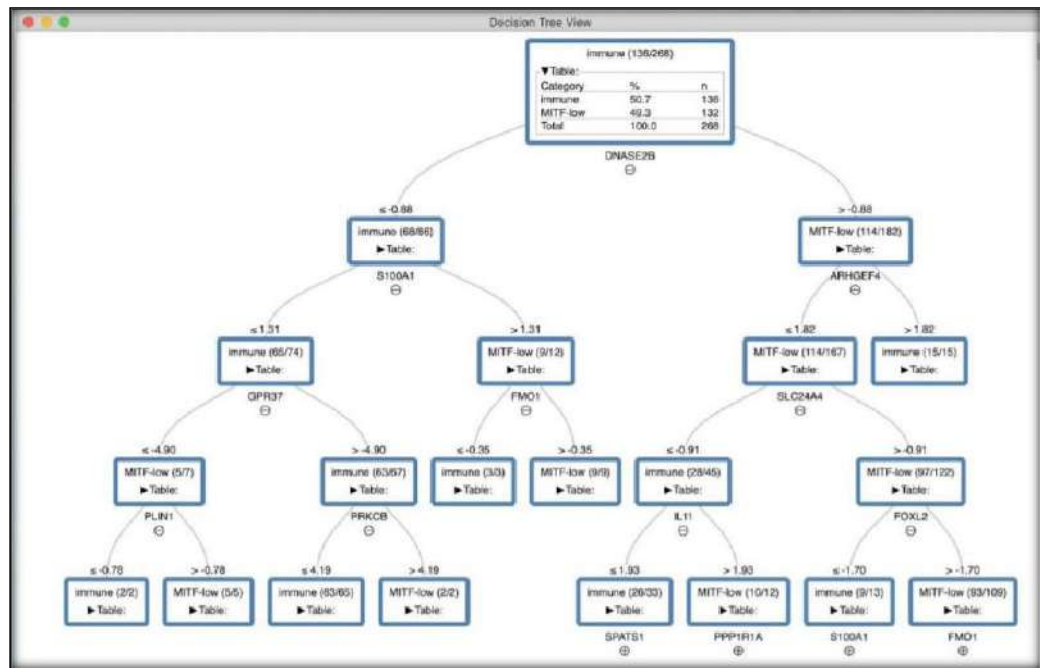 Decision Tree View
immune (136/268)
▼Table:
Category % n
immune 50.7 136
MITF-low 49.3 132
Total 100.0 268
DNASE2B
≤ -0.88 > -0.88
immune (68/86) MITF-low (114/182)
►Table: ►Table:
S100A1 ARHGEF4
≤ 1.31 > 1.31 ≤ 1.82 > 1.82
immune (65/74) MITF-low (9/12) MITF-low (114/167) immune (15/15)
►Table: ►Table: ►Table: ►Table:
GPR37 FMO1 SLC24A4
≤ -4.90 > -4.90 ≤ -0.35 > -0.35 ≤ -0.91 > -0.91
MITF-low (5/7) immune (63/67) immune (3/3) MITF-low (9/9) immune (28/45) MITF-low (97/122)
►Table: ►Table: ►Table: ►Table: ►Table: ►Table:
PLIN1 PRKCB IL11 FOXL2
≤ -0.78 > -0.78 ≤ 4.19 > 4.19 ≤ 1.93 > 1.93 ≤ -1.70 > -1.70
immune (2/2) MITF-low (5/5) immune (63/65) MITF-low (2/2) immune (26/33) MITF-low (10/12) immune (9/13) MITF-low (93/109)
►Table: ►Table: ►Table: ►Table: ►Table: ►Table: ►Table: ►Table:
SPATS1 PPP1R1A S100A1 FMO1